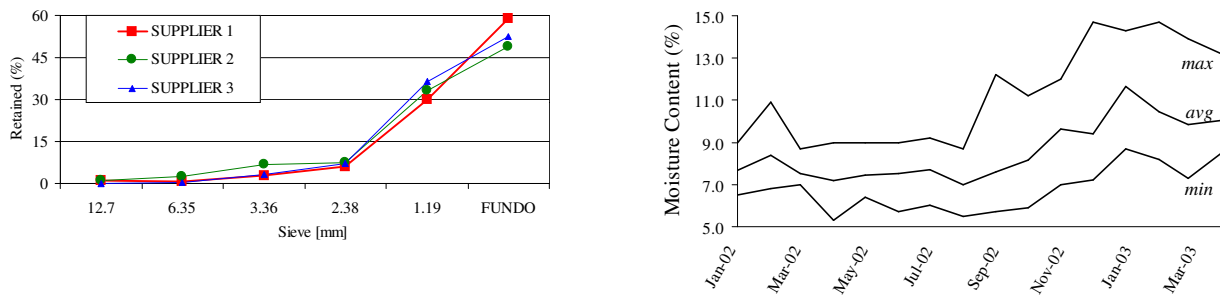 60
45
30
15
0
Retained (%)
SUPPLIER 1
SUPPLIER 2
SUPPLIER 3
12.7 6.35 3.36 2.38 1.19 FUNDO
Sieve [mm]
15.0
13.0
11.0
9.0
7.0
5.0
Moisture Content (%)
max
avg
min
Jan-02 Mar-02 May-02 Jul-02 Sep-02 Nov-02 Jan-03 Mar-03